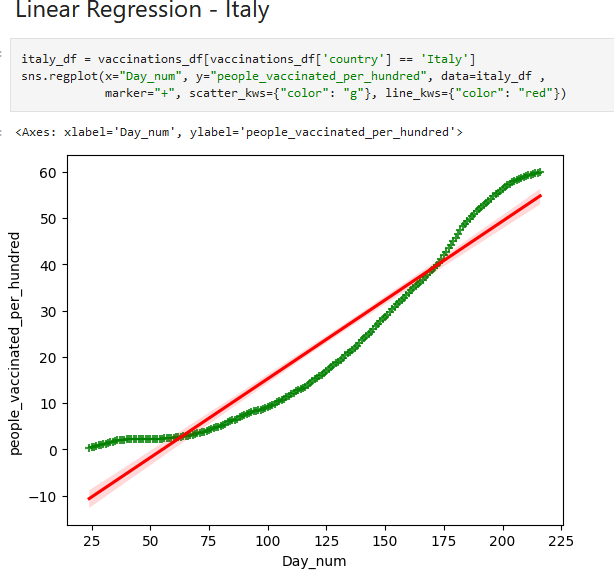 Linear Regression - Italy
italy_df = vaccinations_df[vaccinations_df['country'] == 'Italy']
sns.regplot(x="Day_num", y="people_vaccinated_per_hundred", data=italy_df ,
marker="+", scatter_kws={"color": "g"}, line_kws={"color": "red"})
<Axes: xlabel='Day_num', ylabel='people_vaccinated_per_hundred'>
people_vaccinated_per_hundred
60
50
40
30
20
10
0
−10
25 50 75 100 125 150 175 200 225
Day_num